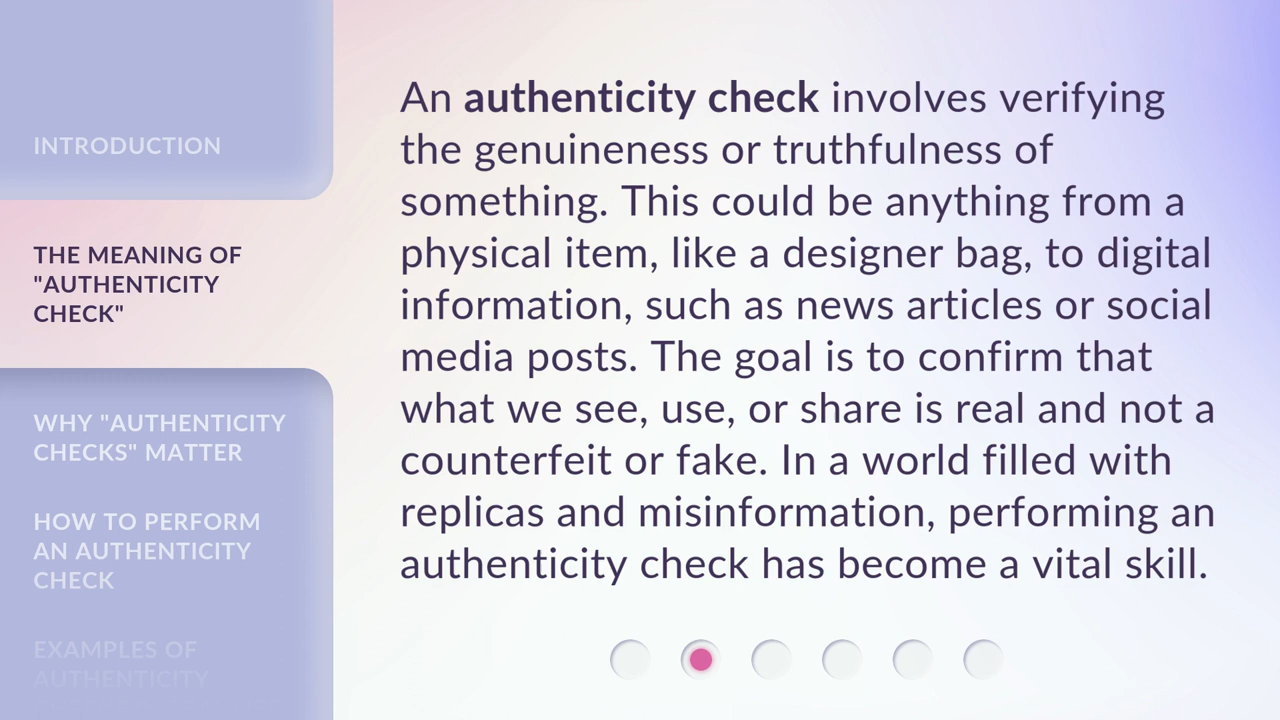 INTRODUCTION
THE MEANING OF
"AUTHENTICITY
CHECK"
WHY "AUTHENTICITY
CHECKS" MATTER
HOW TO PERFORM
AN AUTHENTICITY
CHECK
EXAMPLES OF
AUTHENTICITY
An authenticity check involves verifying
the genuineness or truthfulness of
something. This could be anything from a
physical item, like a designer bag, to digital
information, such as news articles or social
media posts. The goal is to confirm that
what we see, use, or share is real and not a
counterfeit or fake. In a world filled with
replicas and misinformation, performing an
authenticity check has become a vital skill.